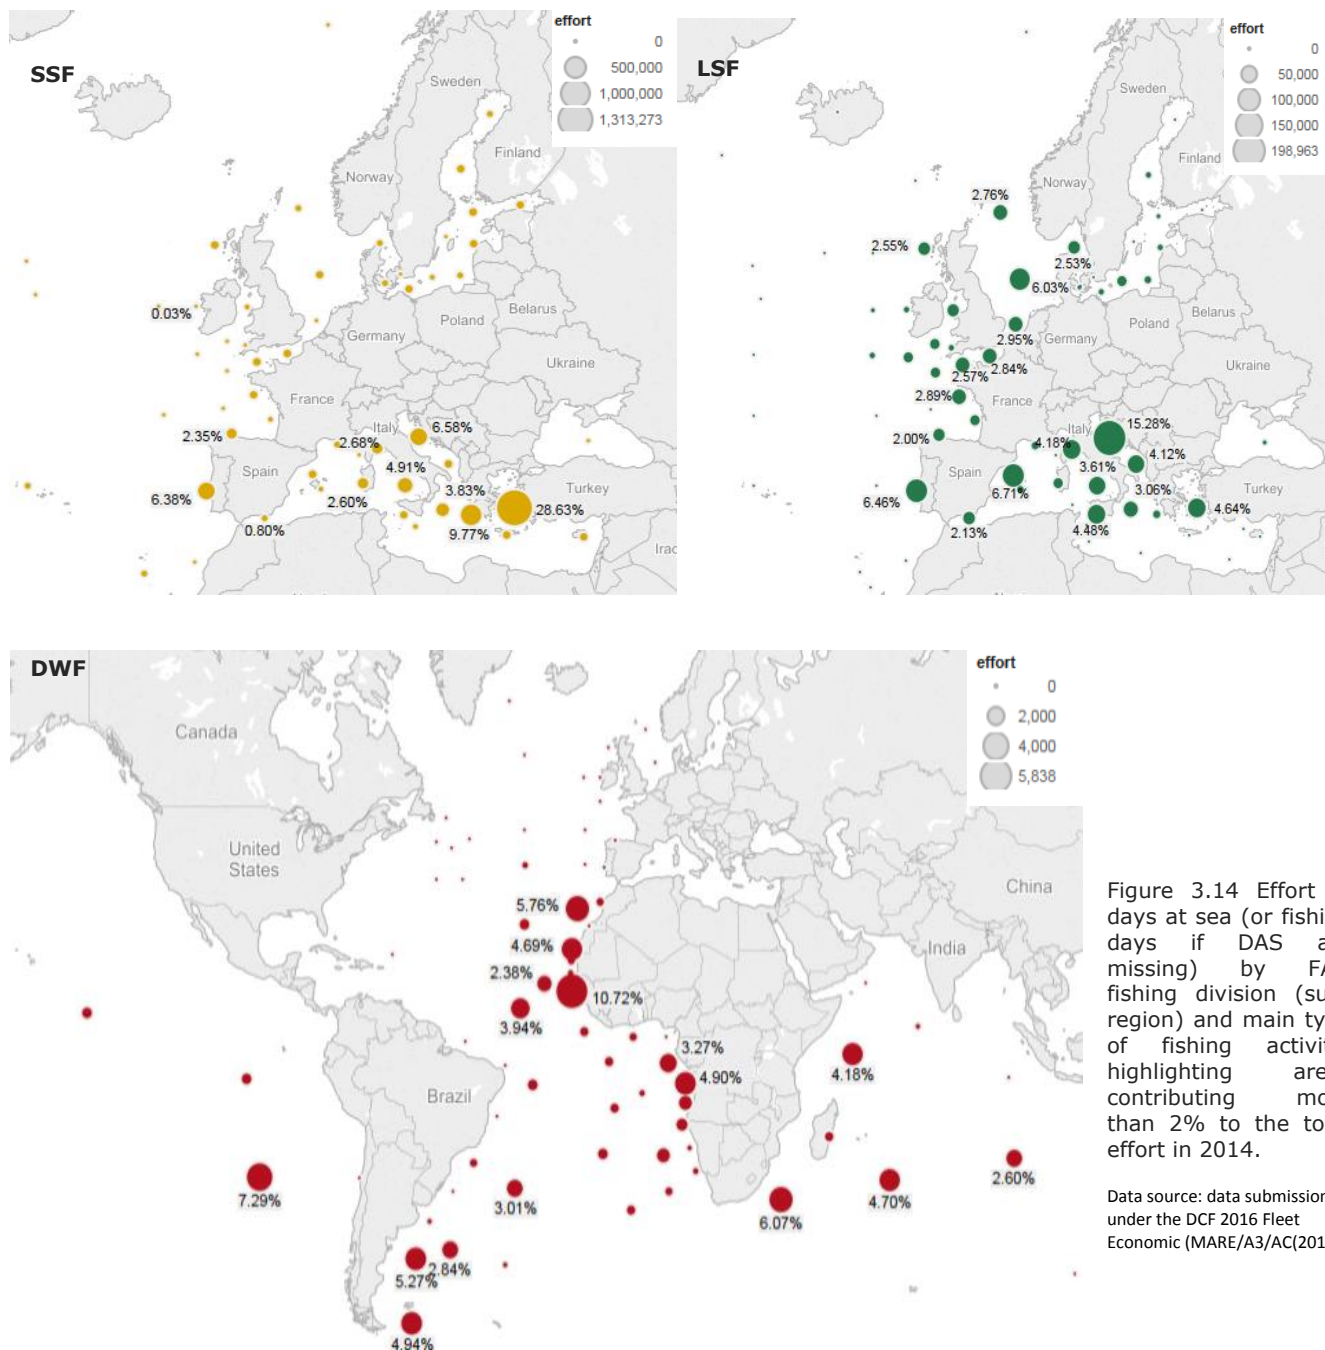 SSF
effort
0
500,000
1,000,000
1,313,273
Sweden
Finland
Norway
0.03%
Belarus
Poland
Germany
Ukraine
France
2.35%
Italy
2.68%
6.58%
4.91%
Spain
6.38%
2.60%
3.83%
Turkey
28.63%
0.80%
9.77%
LSF
effort
0
50,000
100,000
150,000
198,963
Sweden
Finland
Norway
2.76%
2.55%
2.53%
6.03%
Belarus
Poland
2.95%
Germany
2.84%
2.57%
Ukraine
2.89%
France
2.00%
Italy
15.28%
4.18%
4.12%
3.61%
Spain
6.71%
3.06%
Turkey
6.46%
4.64%
2.13%
4.48%
DWF
effort
0
2,000
4,000
5,838
Canada
United
States
China
India
5.76%
4.69%
2.38%
10.72%
3.94%
3.27%
4.90%
4.18%
Brazil
7.29%
3.01%
6.07%
4.70%
2.60%
2.84%
5.27%
4.94%
Figure 3.14 Effort
days at sea (or fishi
days if DAS a
missing) by FA
fishing division (su
region) and main ty
of fishing activit
highlighting are
contributing mo
than 2% to the to
effort in 2014.
Data source: data submission
under the DCF 2016 Fleet
Economic (MARE/A3/AC(201